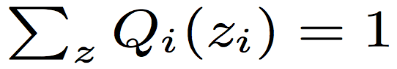 ∑_z Q_i(z_i) = 1